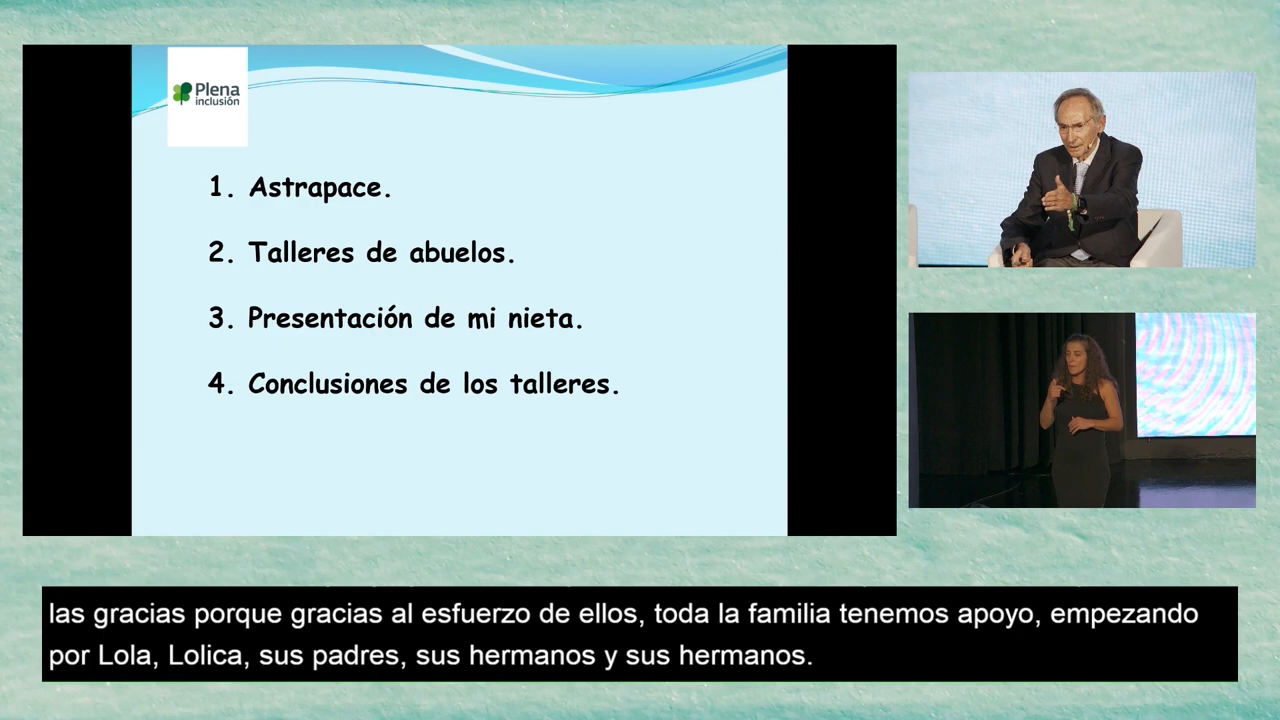 Plena
inclusión
1. Astrapace.
2. Talleres de abuelos.
3. Presentación de mi nieta.
4. Conclusiones de los talleres.
las gracias porque gracias al esfuerzo de ellos, toda la familia tenemos apoyo, empezando
por Lola, Lolica, sus padres, sus hermanos y sus hermanos.